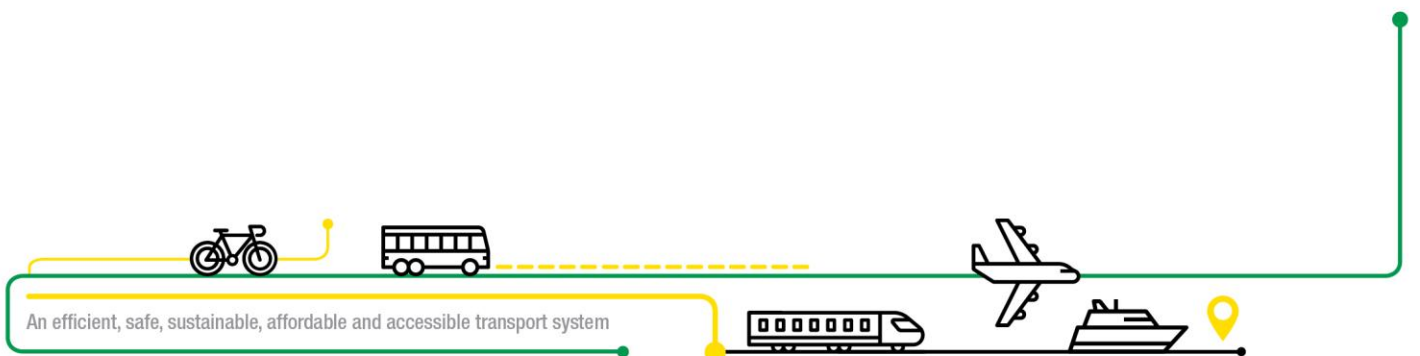 An efficient, safe, sustainable, affordable and accessible transport system